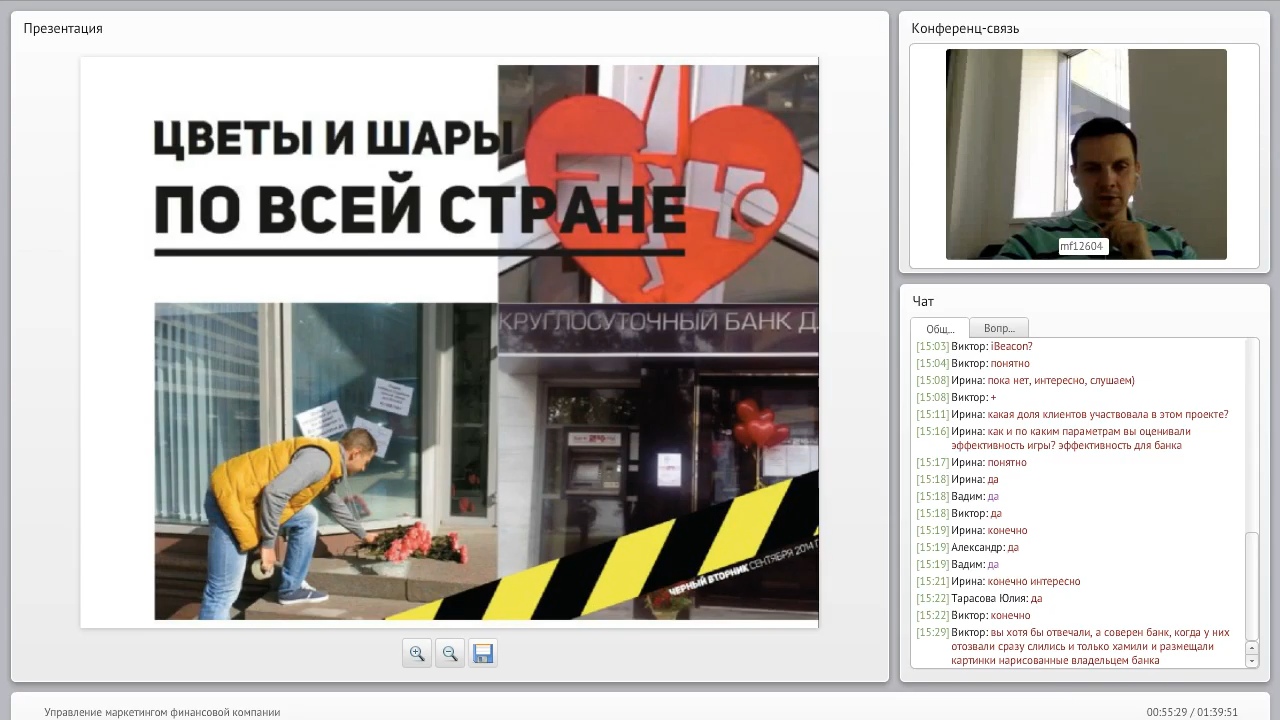 Презентация
ЦВЕТЫ И ШАРЫ
ПО ВСЕЙ СТРАНЕ
КРУГЛОСУТОЧНЫЙ БАНК Д
ЧЕРНЫЙ ВТОРНИК СЕНТЯБРЯ 2014 Г
Конференц-связь
mf12604
Чат
Общ...
Вопр...
[15:03] Виктор: iBeacon?
[15:04] Виктор: понятно
[15:08] Ирина: пока нет, интересно, слушаем)
[15:08] Виктор: +
[15:11] Ирина: какая доля клиентов участвовала в этом проекте?
[15:16] Ирина: как и по каким параметрам вы оценивали
эффективность игры? эффективность для банка
[15:17] Ирина: понятно
[15:18] Ирина: да
[15:18] Вадим: да
[15:18] Виктор: да
[15:19] Ирина: конечно
[15:19] Александр: да
[15:19] Вадим: да
[15:21] Ирина: конечно интересно
[15:22] Тарасова Юлия: да
[15:22] Виктор: конечно
[15:29] Виктор: вы хотя бы отвечали, а соверен банк, когда у них
отозвали сразу слились и только хамили и размещали
картинки нарисованные владельцем банка
Управление маркетингом финансовой компании
00:55:29 / 01:39:51